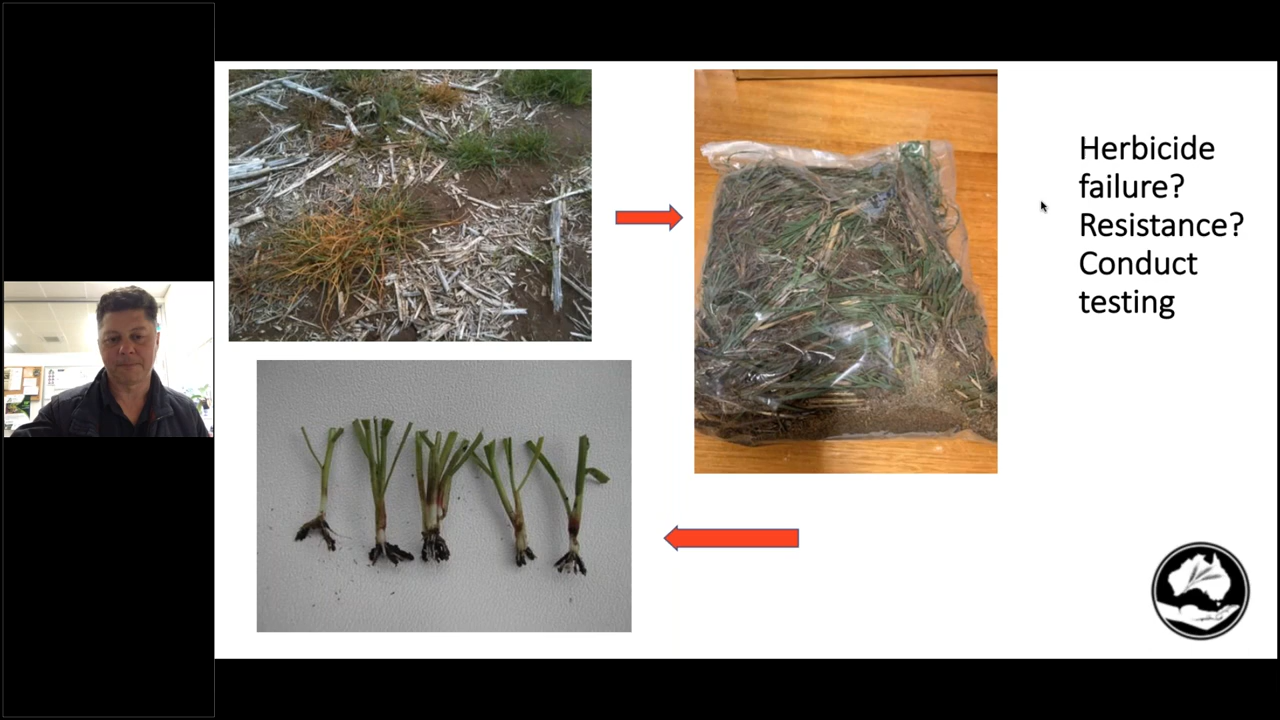 Herbicide
failure?
Resistance?
Conduct
testing